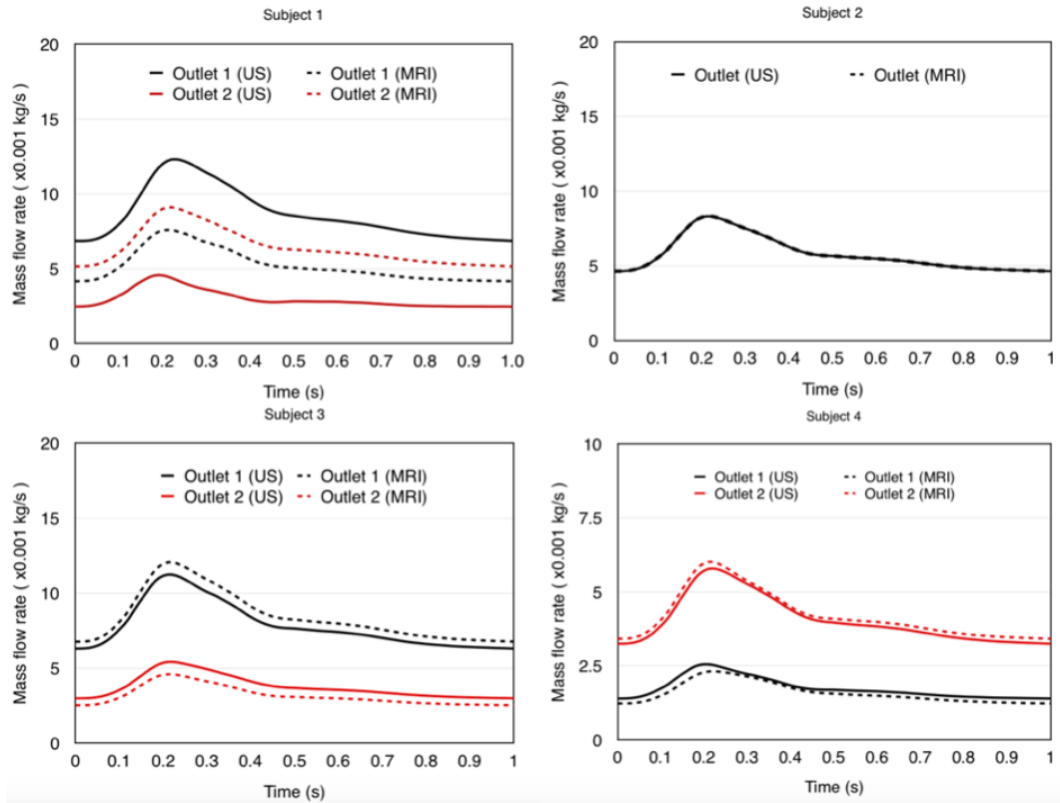 Subject 1
Mass flow rate ( x0.001 kg/s )
20
15
10
5
0
Outlet 1 (US) Outlet 1 (MRI)
Outlet 2 (US) Outlet 2 (MRI)
0 0.1 0.2 0.3 0.4 0.5 0.6 0.7 0.8 0.9 1.0
Time (s)
Subject 2
Mass flow rate ( x0.001 kg/s )
20
15
10
5
0
Outlet (US) Outlet (MRI)
0 0.1 0.2 0.3 0.4 0.5 0.6 0.7 0.8 0.9 1
Time (s)
Subject 3
Mass flow rate ( x0.001 kg/s )
20
15
10
5
0
Outlet 1 (US) Outlet 1 (MRI)
Outlet 2 (US) Outlet 2 (MRI)
0 0.1 0.2 0.3 0.4 0.5 0.6 0.7 0.8 0.9 1
Time (s)
Subject 4
Mass flow rate ( x0.001 kg/s )
10
7.5
5
2.5
0
Outlet 1 (US) Outlet 1 (MRI)
Outlet 2 (US) Outlet 2 (MRI)
0 0.1 0.2 0.3 0.4 0.5 0.6 0.7 0.8 0.9 1
Time (s)